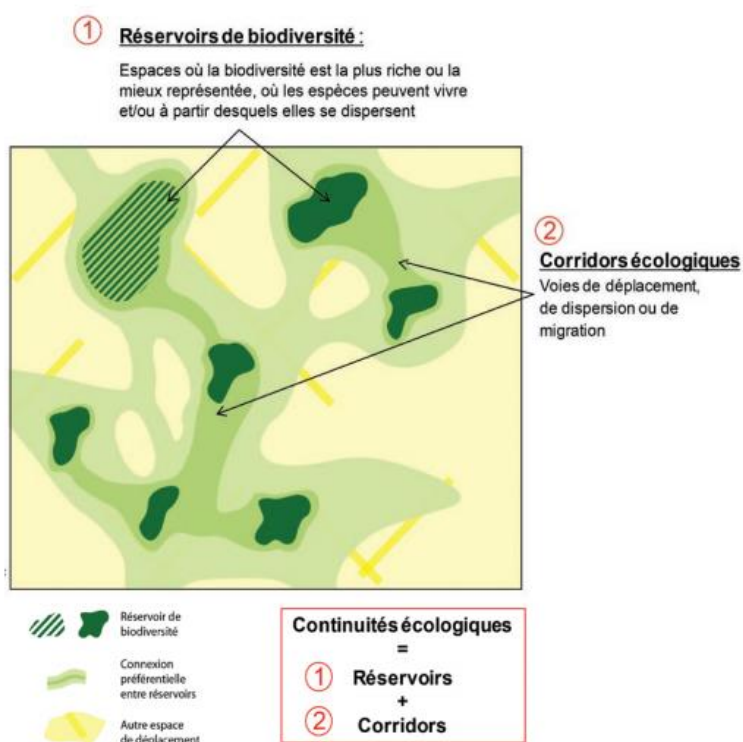 ① Réservoirs de biodiversité :
Espaces où la biodiversité est la plus riche ou la
mieux représentée, où les espèces peuvent vivre
et/ou à partir desquels elles se dispersent
②
Corridors écologiques
Voies de déplacement,
de dispersion ou de
migration
:
Réservoir de
biodiversité
Connexion
préférentielle
entre réservoirs
Autre espace
de déplacement
Continuités écologiques
=
① Réservoirs
+
② Corridors